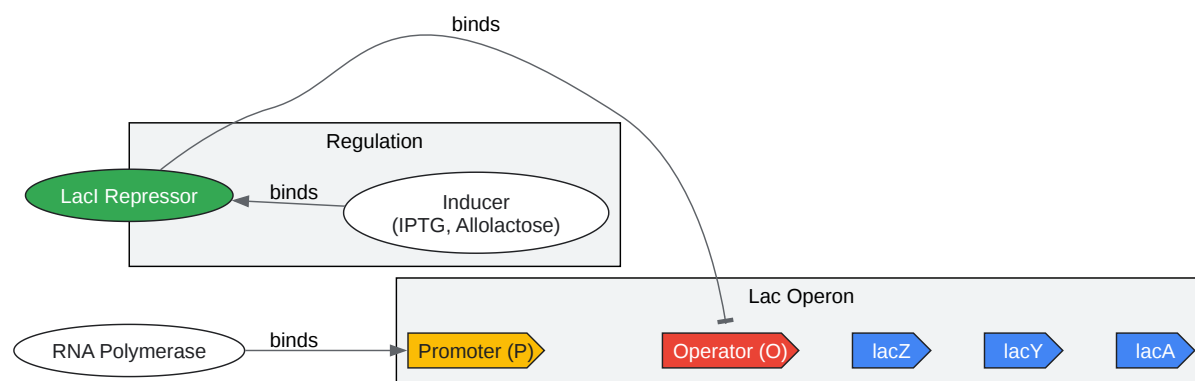 binds
Regulation
LacI Repressor
binds
Inducer
(IPTG, Allolactose)
Lac Operon
RNA Polymerase
binds
Promoter (P)
Operator (O)
lacZ
lacY
lacA